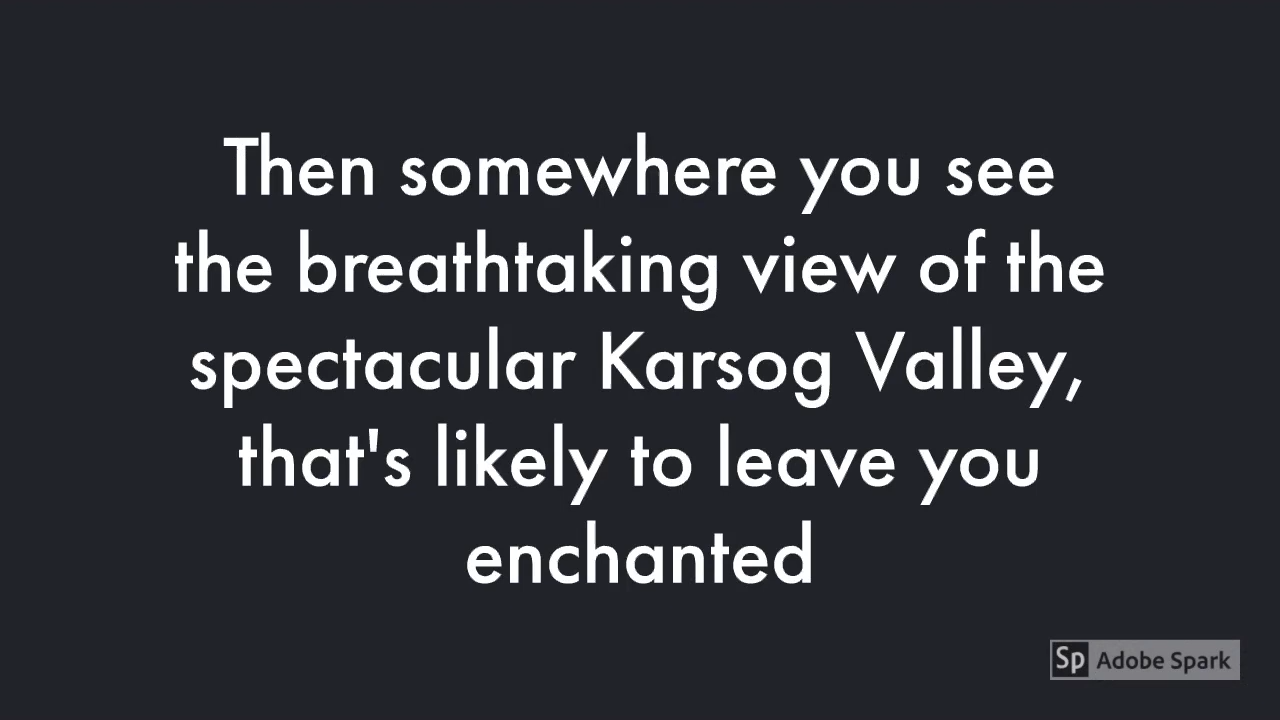 Then somewhere you see
the breathtaking view of the
spectacular Karsog Valley,
that's likely to leave you
enchanted
Sp Adobe Spark